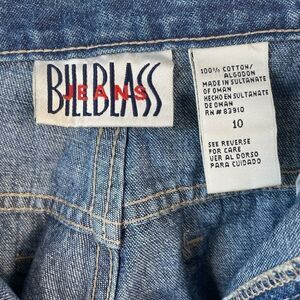 BILLBLASS
JEANS
100% COTTON/
ALGODON
MADE IN SULTANATE
OF OMAN
HECHO EN SULTANATE
DE OMAN
RN # 83910
10
SEE REVERSE
FOR CARE
VER AL DORSO
PARA CUIDADO